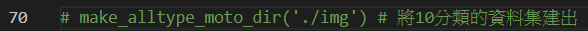 70 # make_alltype_moto_dir('./img') # 將10分類的資料集建出